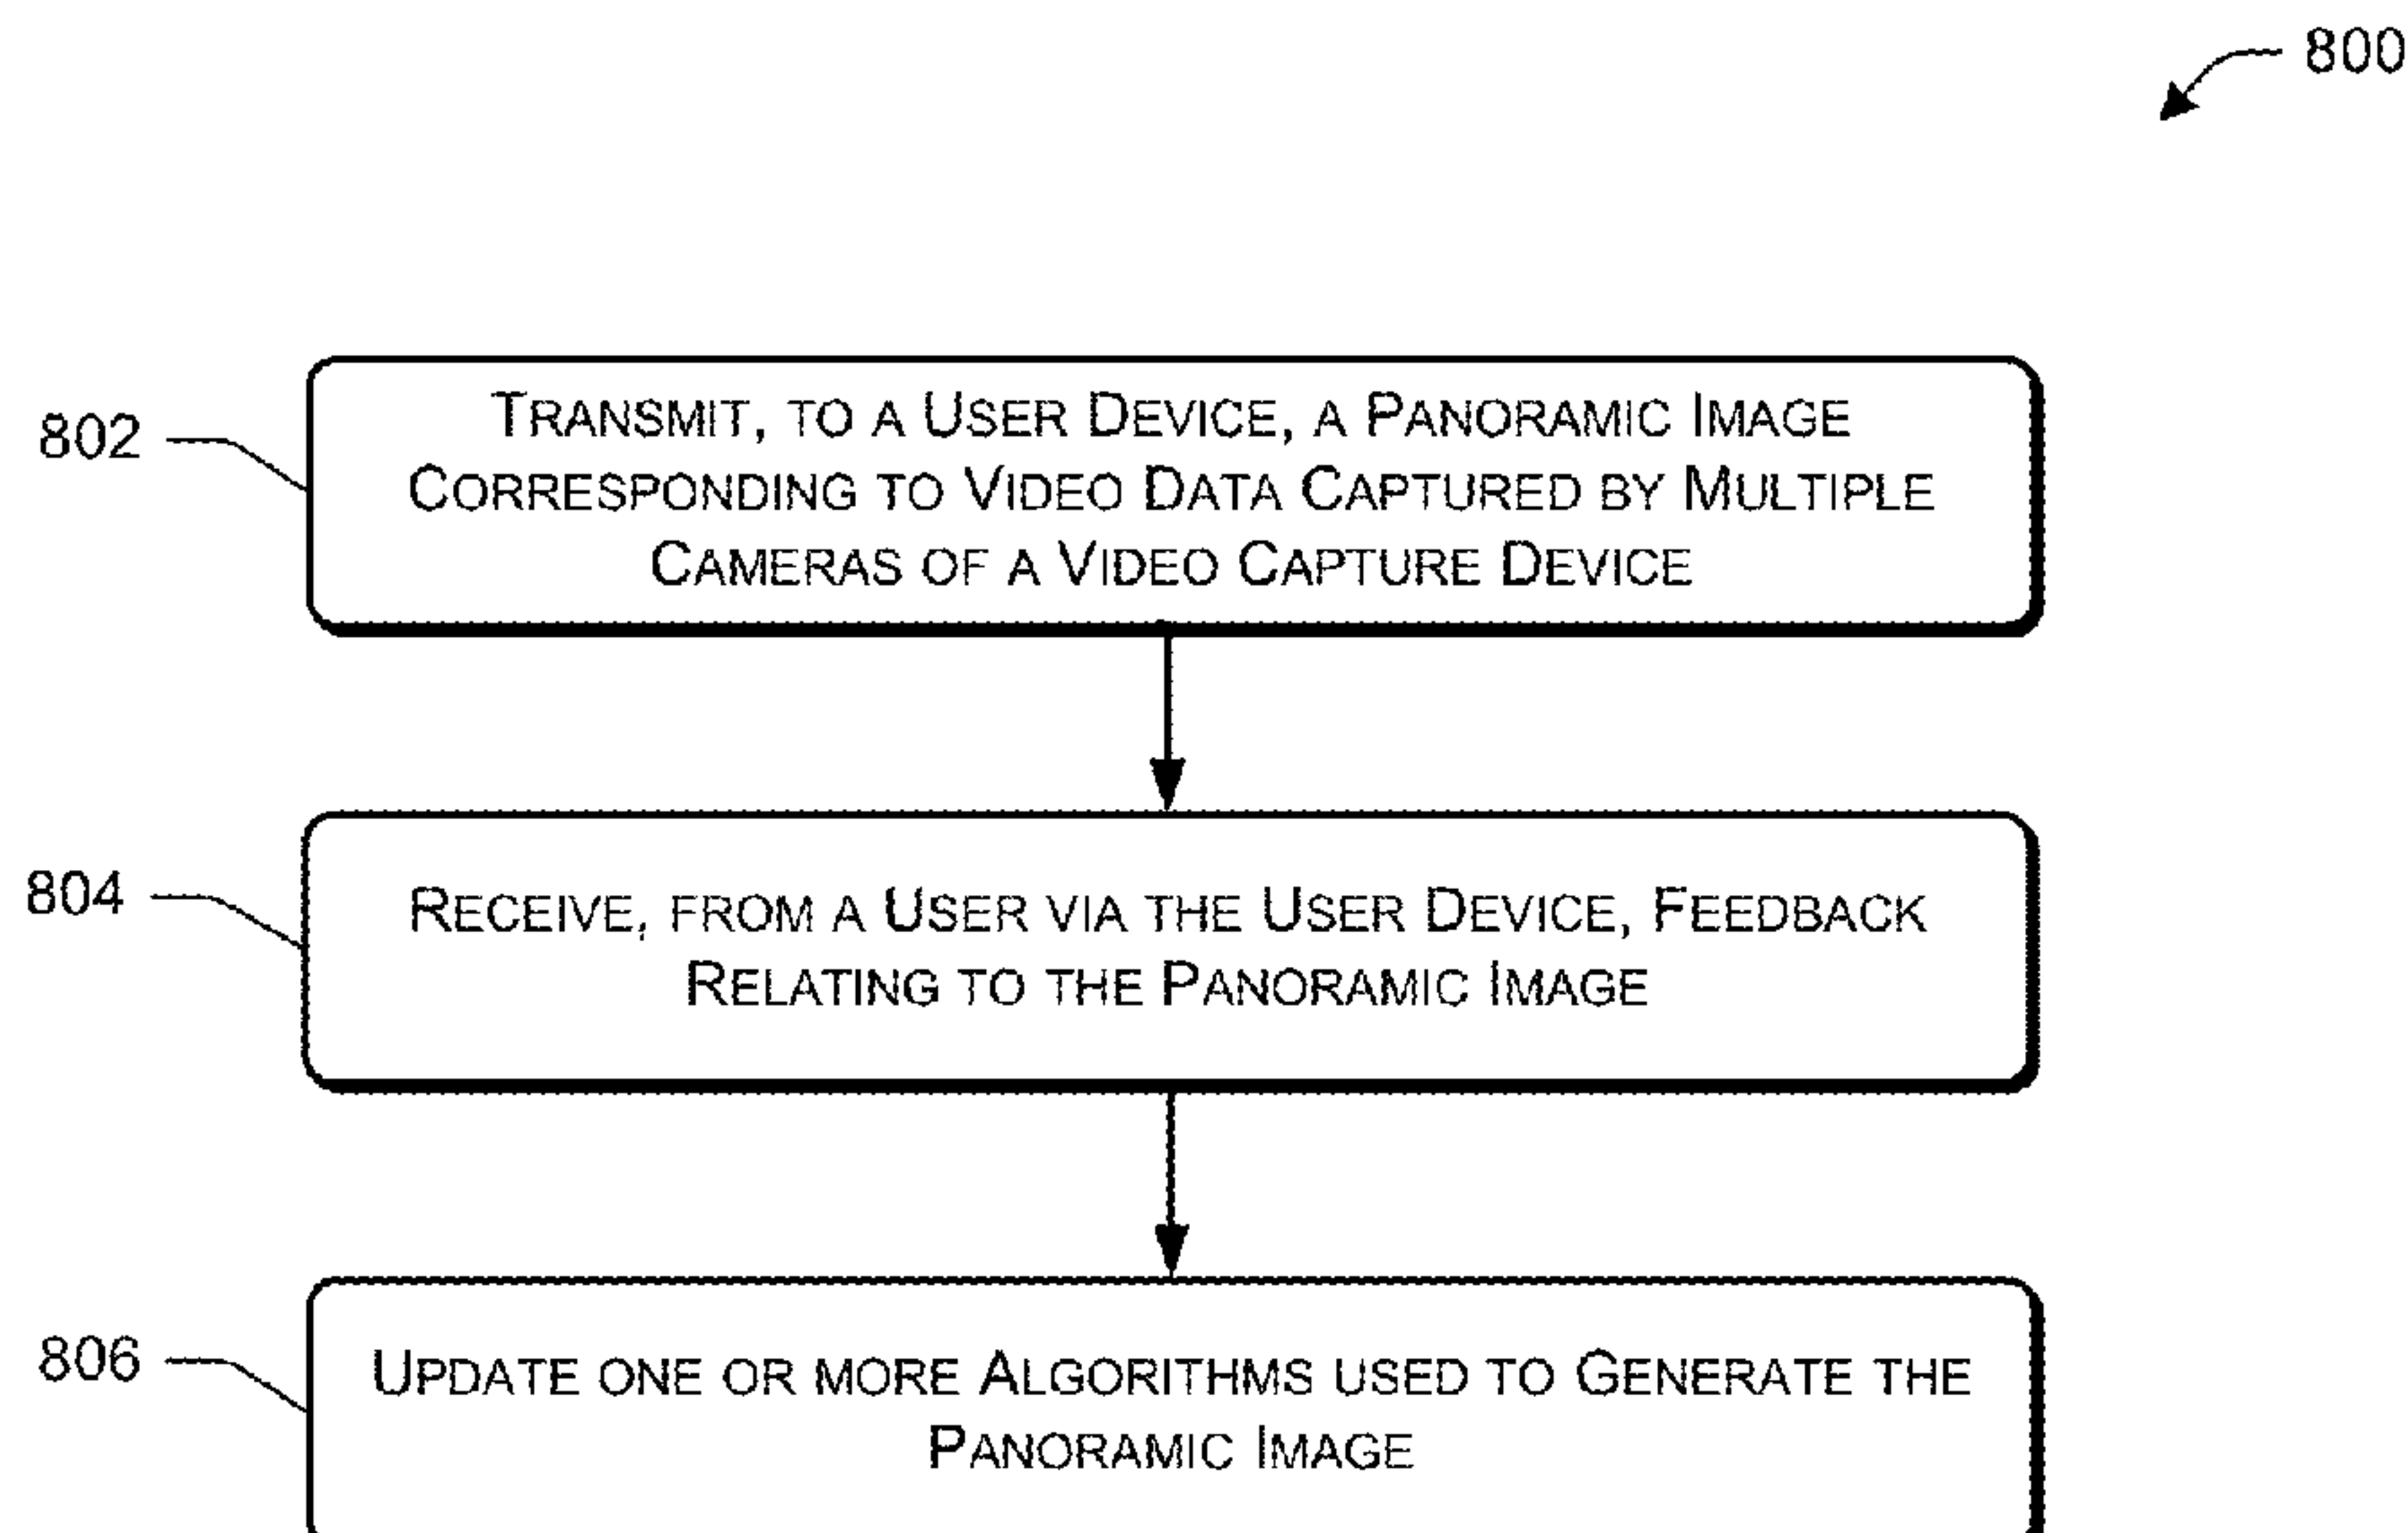 800
802
TRANSMIT, TO A USER DEVICE, A PANORAMIC IMAGE
CORRESPONDING TO VIDEO DATA CAPTURED BY MULTIPLE
CAMERAS OF A VIDEO CAPTURE DEVICE
804
RECEIVE, FROM A USER VIA THE USER DEVICE, FEEDBACK
RELATING TO THE PANORAMIC IMAGE
806
UPDATE ONE OR MORE ALGORITHMS USED TO GENERATE THE
PANORAMIC IMAGE